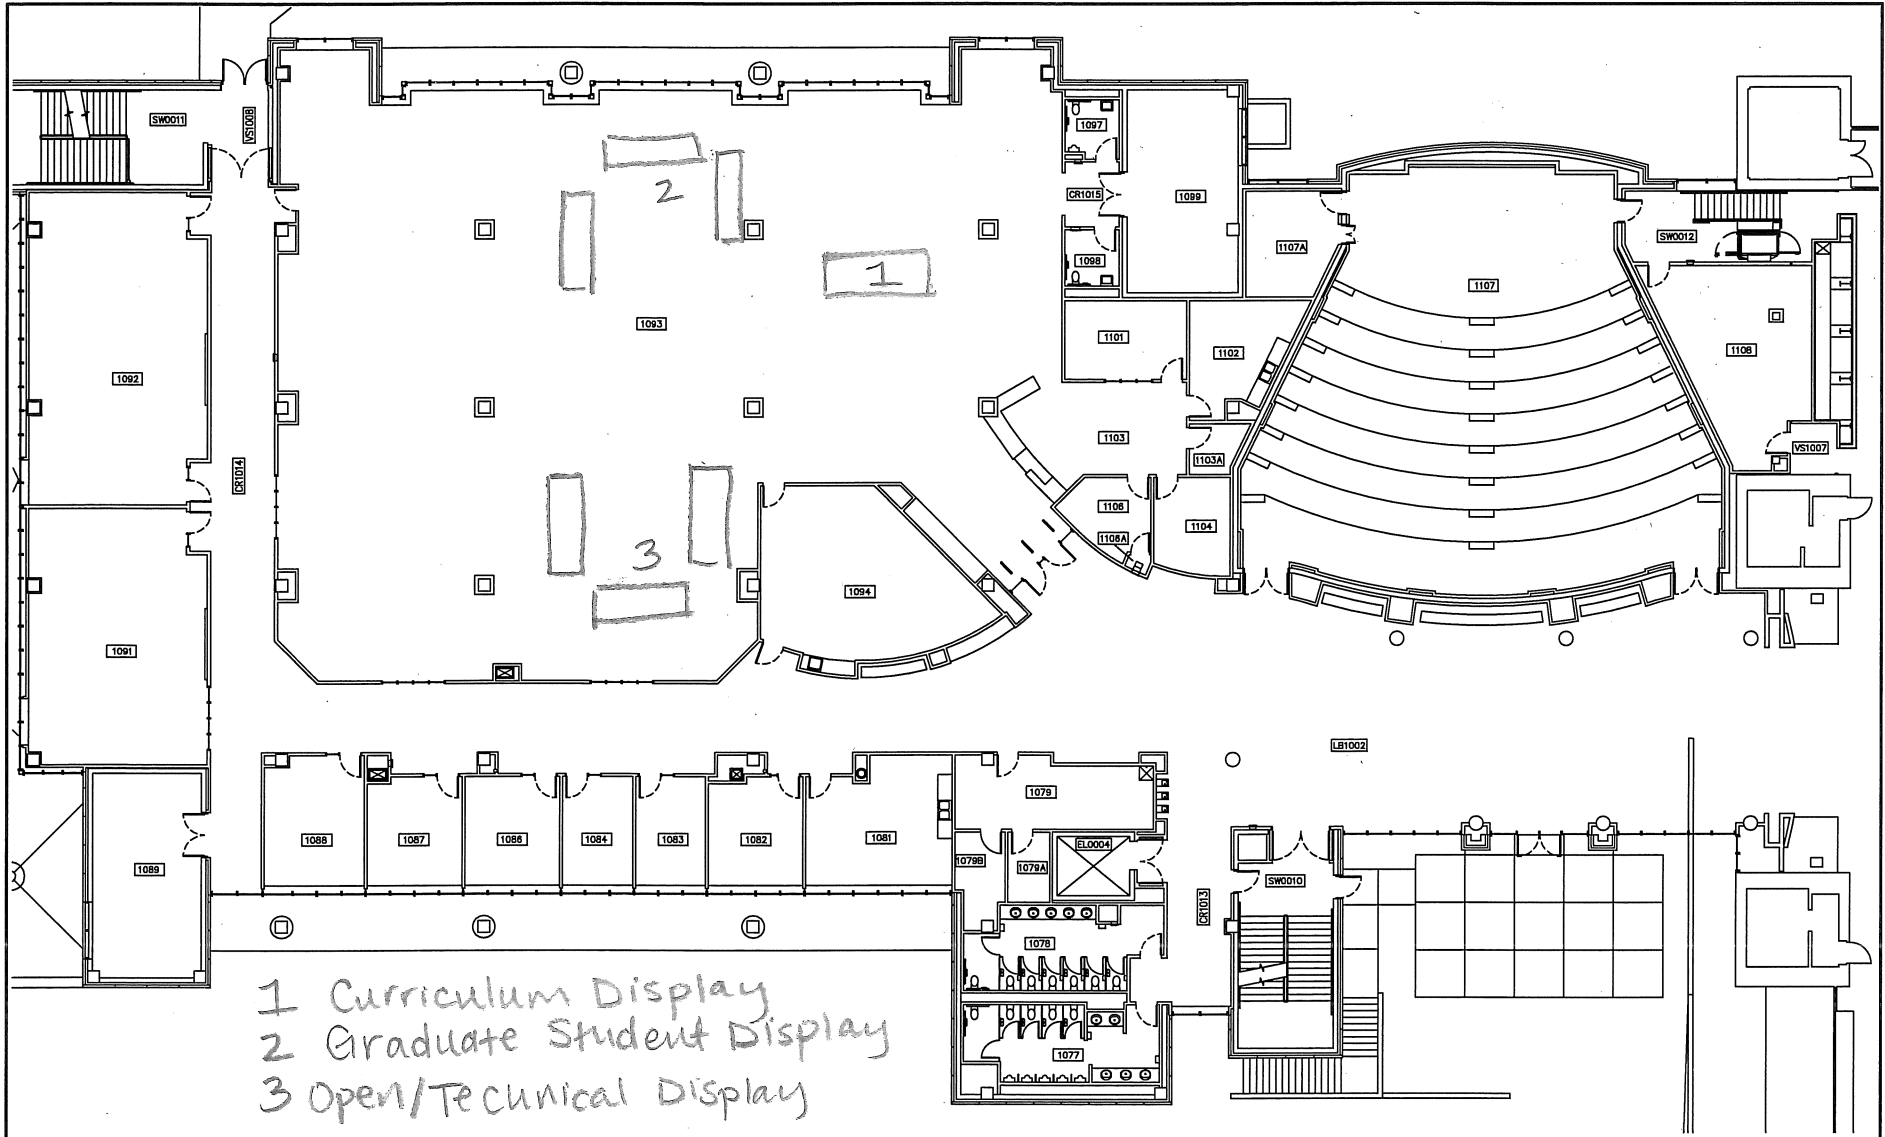 SW0011
VS1008
1097
2
CR1015
1099
1098
1107A
SW0012
1
1107
1093
1101
1102
1108
1092
1103
VS1007
1103A
CR1014
1106
1104
1106A
3
1094
1091
LB1002
1079
1088
1087
1086
1084
1083
1082
1081
EL0004
1079B
1079A
1089
SW0010
CR1013
1078
1077
1 Curriculum Display
2 Graduate Student Display
3 Open/Technical Display